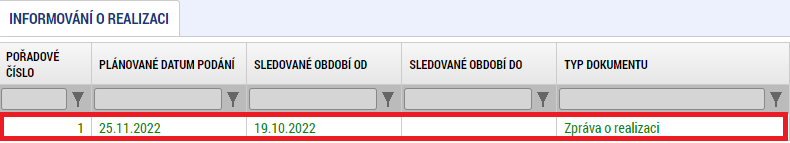 INFORMOVÁNÍ O REALIZACI
POŘADOVÉ
ČÍSLO
PLÁNOVANÉ DATUM PODÁNÍ
SLEDOVANÉ OBDOBÍ OD
SLEDOVANÉ OBDOBÍ DO
TYP DOKUMENTU
1 25.11.2022 19.10.2022 Zpráva o realizaci